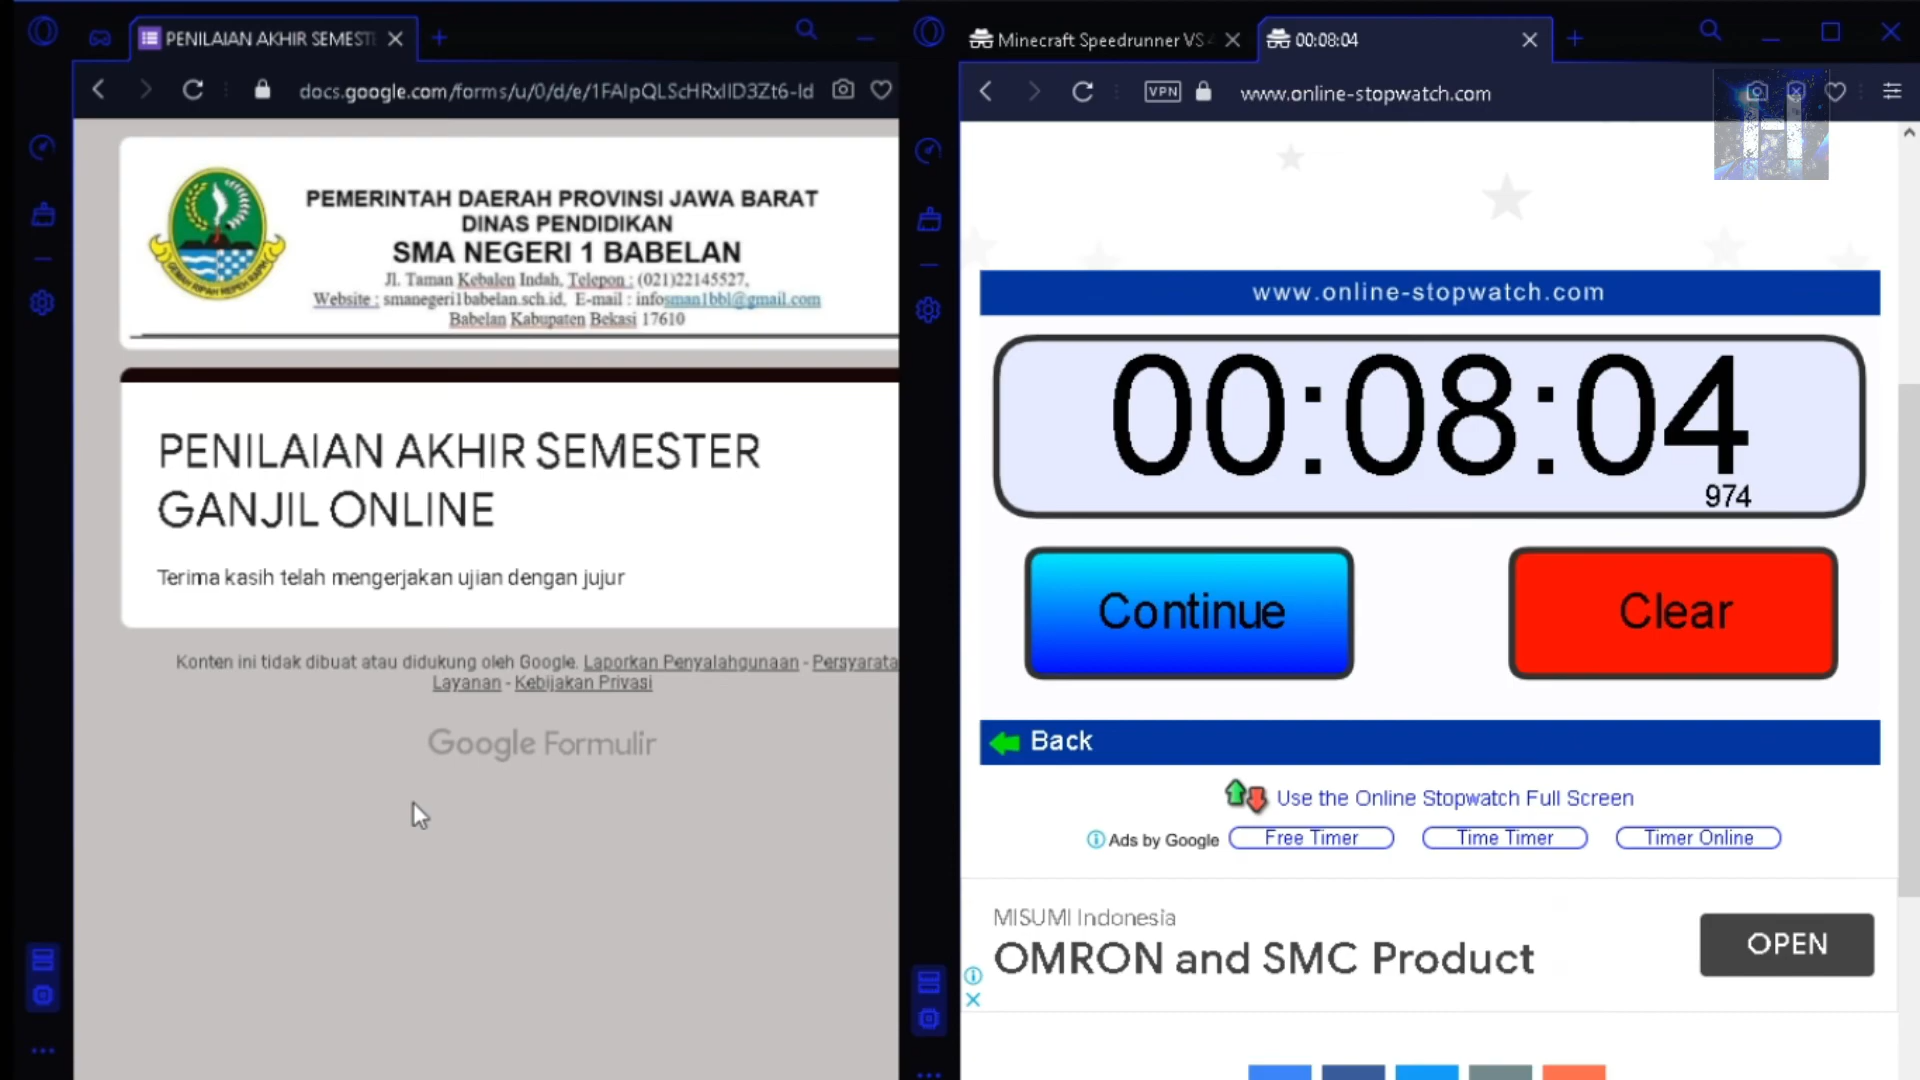 PENILAIAN AKHIR SEMEST
docs.google.com/forms/u/0/d/e/1FAIpQLScHRxIID3Zt6-Id
PEMERINTAH DAERAH PROVINSI JAWA BARAT
DINAS PENDIDIKAN
SMA NEGERI 1 BABELAN
Jl. Taman Kebalen Indah, Telepon : (021)22145527,
Website : smanegeri1babelan.sch.id, E-mail : infosman1bbl@gmail.com
Babelan Kabupaten Bekasi 17610
PENILAIAN AKHIR SEMESTER
GANJIL ONLINE
Terima kasih telah mengerjakan ujian dengan jujur
Konten ini tidak dibuat atau didukung oleh Google. Laporkan Penyalahgunaan - Persyarata
Layanan - Kebijakan Privasi
Google Formulir
Minecraft Speedrunner VS
00:08:04
VPN
www.online-stopwatch.com
H
www.online-stopwatch.com
00:08:04
974
Continue
Clear
Back
Use the Online Stopwatch Full Screen
Ads by Google
Free Timer
Time Timer
Timer Online
MISUMI Indonesia
OMRON and SMC Product
OPEN